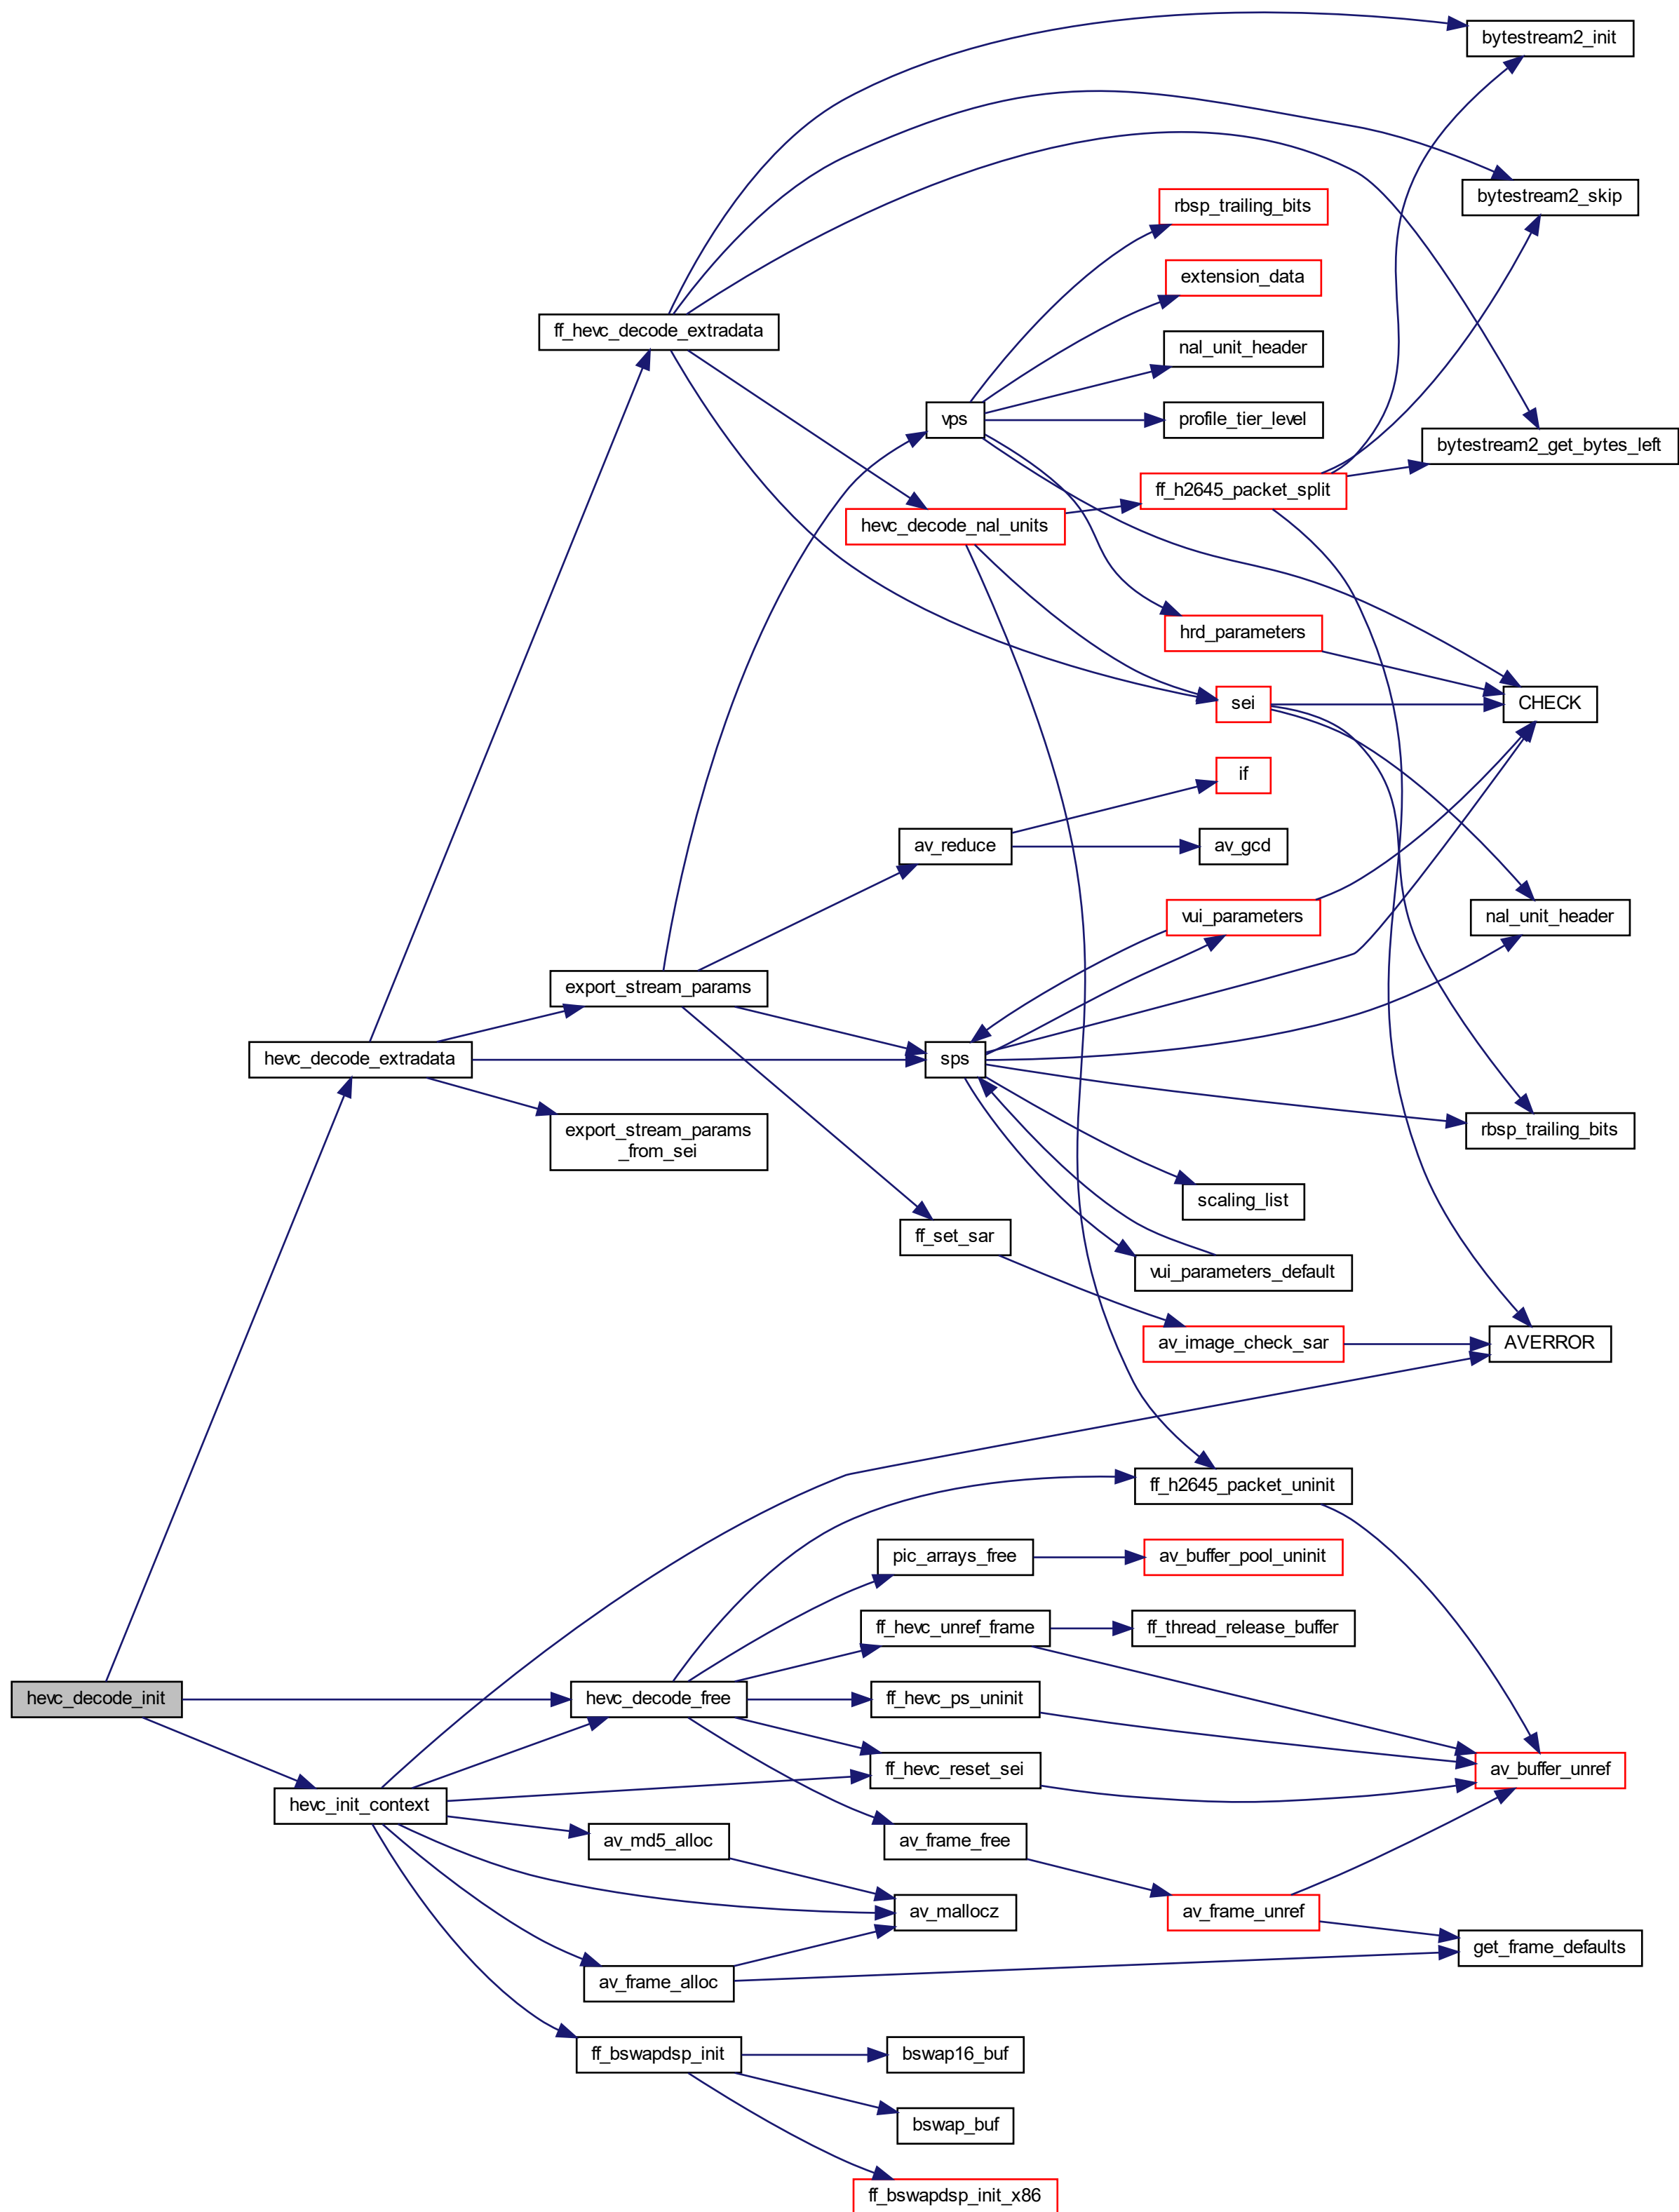 bytestream2_init
bytestream2_skip
rbsp_trailing_bits
extension_data
ff_hevc_decode_extradata
nal_unit_header
vps
profile_tier_level
bytestream2_get_bytes_left
ff_h2645_packet_split
hevc_decode_nal_units
hrd_parameters
sei
CHECK
if
av_reduce
av_gcd
vui_parameters
nal_unit_header
export_stream_params
hevc_decode_extradata
sps
export_stream_params
_from_sei
rbsp_trailing_bits
scaling_list
ff_set_sar
vui_parameters_default
av_image_check_sar
AVERROR
ff_h2645_packet_uninit
pic_arrays_free
av_buffer_pool_uninit
ff_hevc_unref_frame
ff_thread_release_buffer
hevc_decode_init
hevc_decode_free
ff_hevc_ps_uninit
ff_hevc_reset_sei
av_buffer_unref
hevc_init_context
av_md5_alloc
av_frame_free
av_mallocz
av_frame_unref
get_frame_defaults
av_frame_alloc
ff_bswapdsp_init
bswap16_buf
bswap_buf
ff_bswapdsp_init_x86